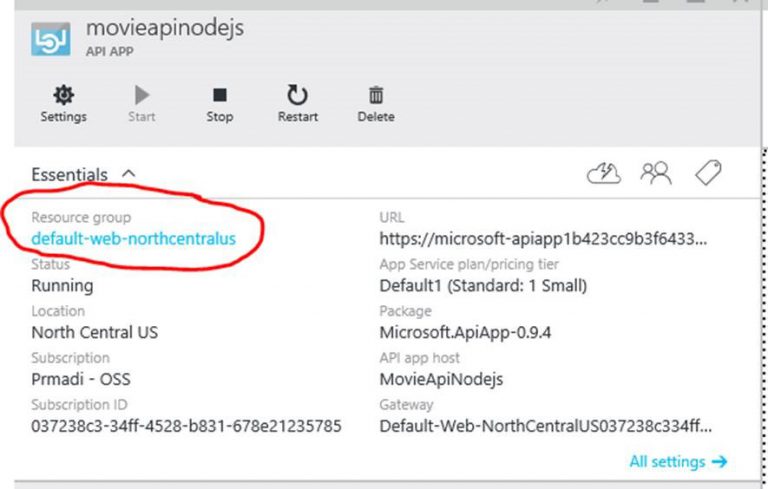 movieapinodejs
API APP
Settings
Start
Stop
Restart
Delete
Essentials
Resource group
default-web-northcentralus
Status
Running
Location
North Central US
Subscription
Prmadi - OSS
Subscription ID
037238c3-34ff-4528-b831-678e21235785
URL
https://microsoft-apiapp1b423cc9b3f6433...
App Service plan/pricing tier
Default1 (Standard: 1 Small)
Package
Microsoft.ApiApp-0.9.4
API app host
MovieApiNodejs
Gateway
Default-Web-NorthCentralUS037238c334ff...
All settings